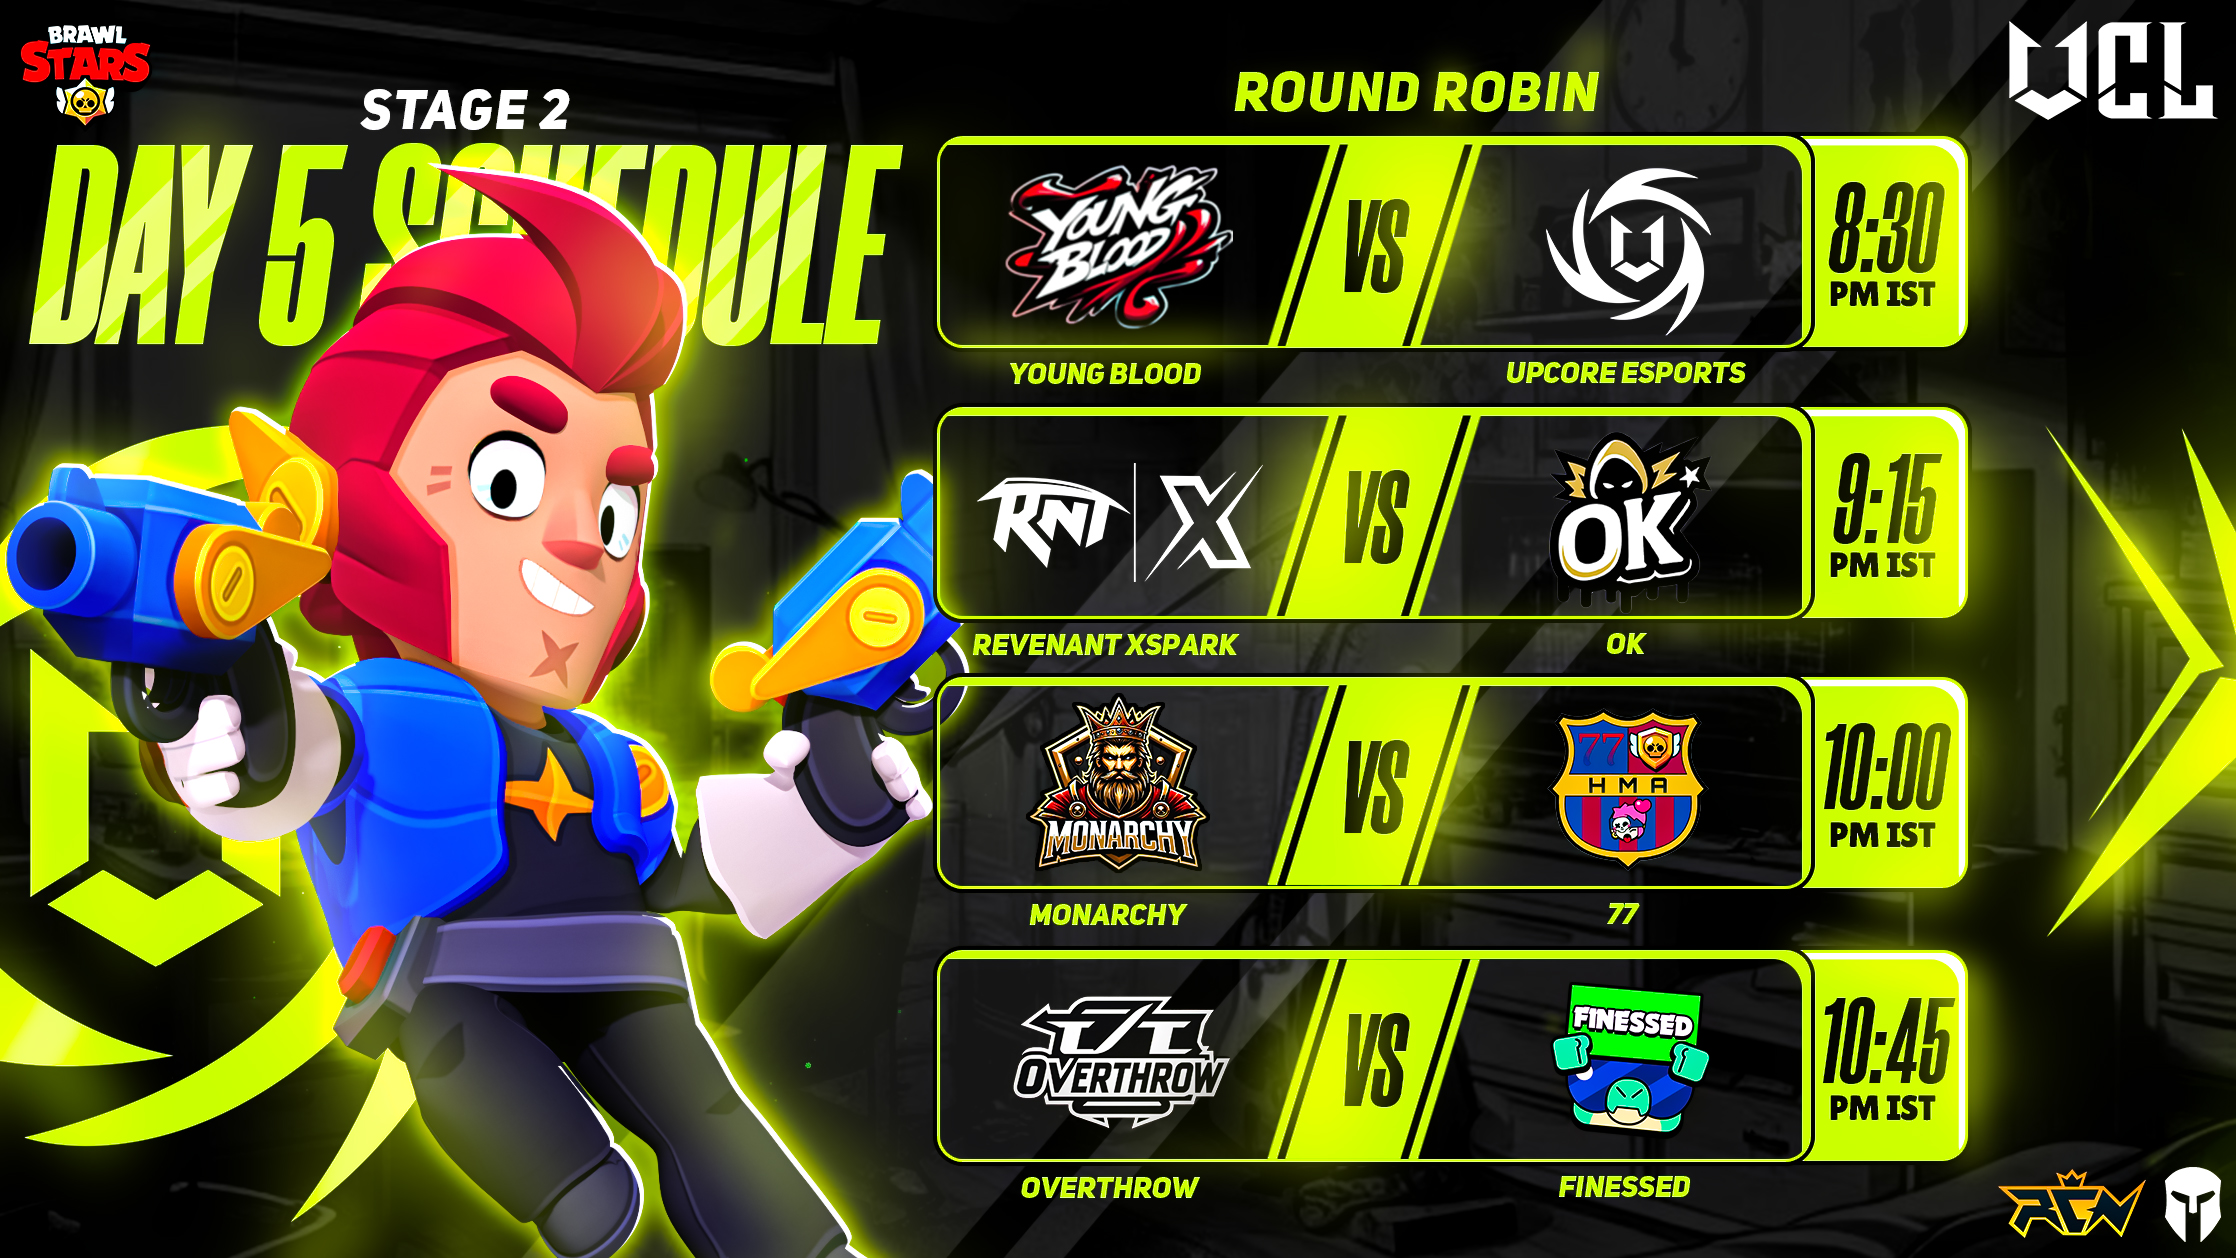 BRAWL
STARS
STAGE 2
DAY 5 SCHEDULE
ROUND ROBIN
UCL
YOUNG
BLOOD
VS
8:30
PM IST
YOUNG BLOOD
UPCORE ESPORTS
RNT X
VS
OK
9:15
PM IST
REVENANT XSPARK
OK
MONARCHY
VS
77
HMA
10:00
PM IST
MONARCHY
77
OVERTHROW
VS
FINESSED
10:45
PM IST
OVERTHROW
FINESSED
RCN